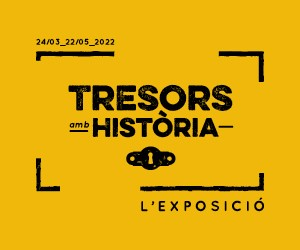 24/03_22/05_2022
TRESORS
amb HISTÒRIA
L'EXPOSICIÓ